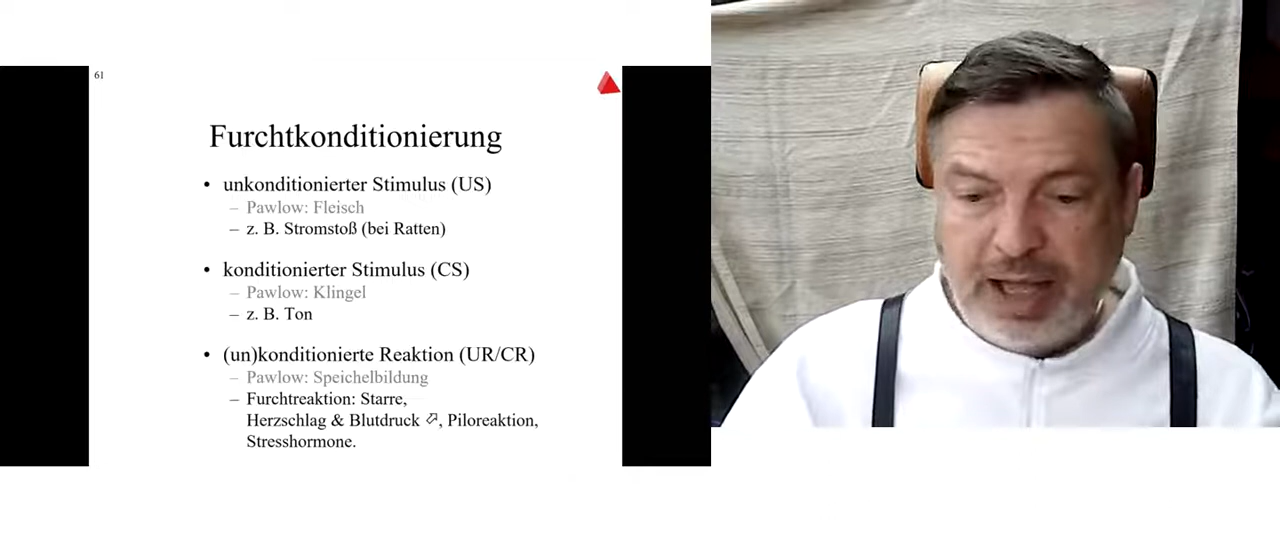 61
Furchtkonditionierung
• unkonditionierter Stimulus (US)
– Pawlow: Fleisch
– z. B. Stromstoß (bei Ratten)
• konditionierter Stimulus (CS)
– Pawlow: Klingel
– z. B. Ton
• (un)konditionierte Reaktion (UR/CR)
– Pawlow: Speichelbildung
– Furchtreaktion: Starre,
Herzschlag & Blutdruck ⬀, Piloreaktion,
Stresshormone.